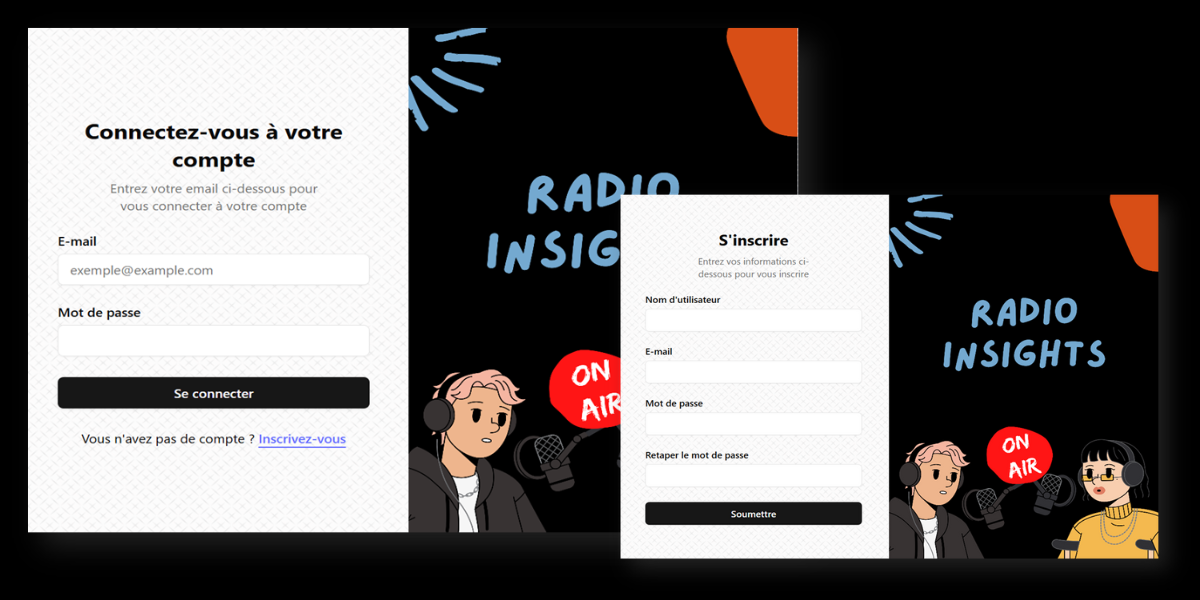 Connectez-vous à votre
compte
Entrez votre email ci-dessous pour
vous connecter à votre compte
E-mail
exemple@example.com
Mot de passe
Se connecter
Vous n'avez pas de compte ? Inscrivez-vous
RADIO
INSIG
ON
AIR
S'inscrire
Entrez vos informations ci-
dessous pour vous inscrire
Nom d'utilisateur
E-mail
Mot de passe
Retaper le mot de passe
Soumettre
RADIO
INSIGHTS
ON
AIR